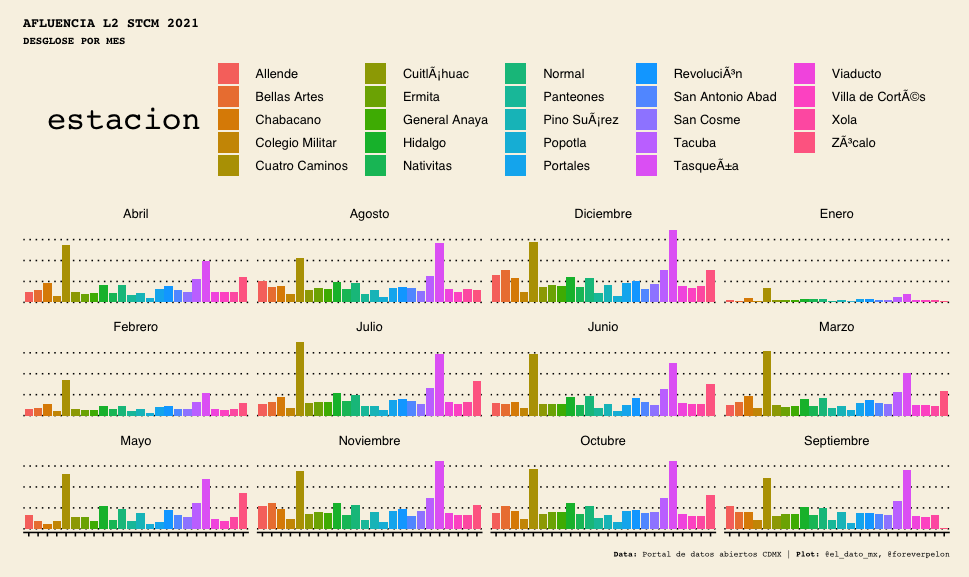 AFLUENCIA L2 STCM 2021
DESGLOSE POR MES
estacion
Allende
Bellas Artes
Chabacano
Colegio Militar
Cuatro Caminos
CuitlÃ¡huac
Ermita
General Anaya
Hidalgo
Nativitas
Normal
Panteones
Pino SuÃ¡rez
Popotla
Portales
RevoluciÃ³n
San Antonio Abad
San Cosme
Tacuba
TasqueÃ±a
Viaducto
Villa de CortÃ©s
Xola
ZÃ³calo
Abril Agosto Diciembre Enero
Febrero Julio Junio Marzo
Mayo Noviembre Octubre Septiembre
Data: Portal de datos abiertos CDMX | Plot: @el_dato_mx, @foreverpelon